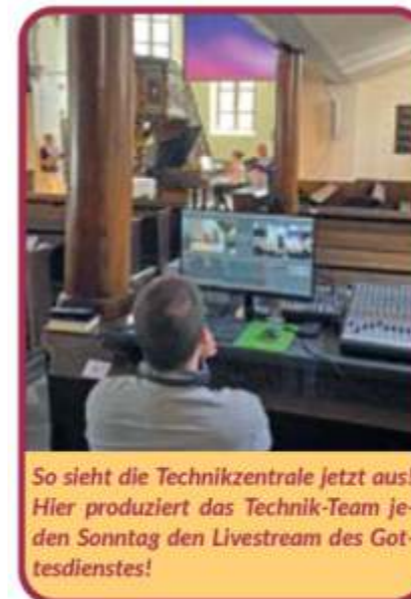 So sieht die Technikzentrale jetzt aus!
Hier produziert das Technik-Team je-
den Sonntag den Livestream des Got-
tesdienstes!